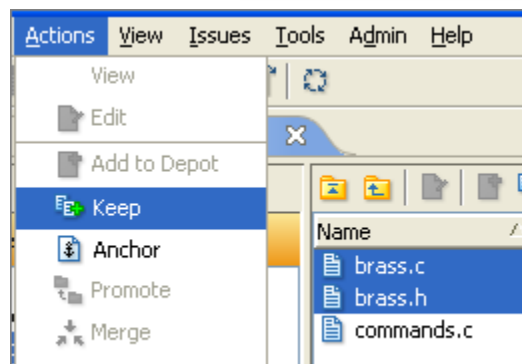 Actions View Issues Tools Admin Help
View
Edit
Add to Depot
Keep
Anchor
Promote
Merge
Name
brass.c
brass.h
commands.c